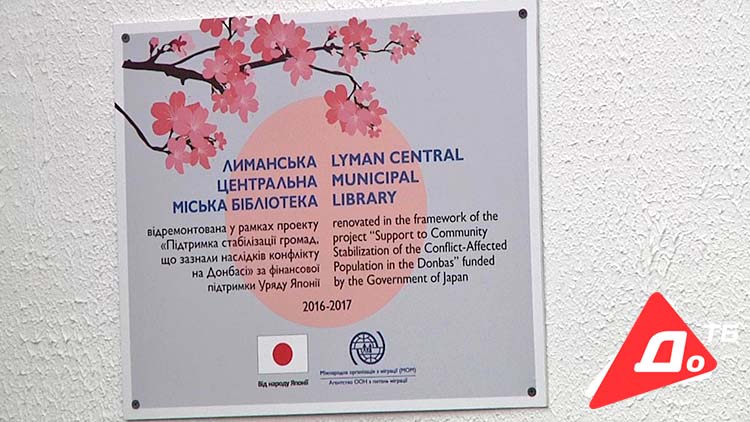 ЛИМАНСЬКА
ЦЕНТРАЛЬНА
МІСЬКА БІБЛІОТЕКА
відремонтована у рамках проекту
«Підтримка стабілізації громад,
що зазнали наслідків конфлікту
на Донбасі» за фінансової
підтримки Уряду Японії
LYMAN CENTRAL
MUNICIPAL
LIBRARY
renovated in the framework of the
project “Support to Community
Stabilization of the Conflict-Affected
Population in the Donbas” funded
by the Government of Japan
2016-2017
Від народу Японії
Міжнародна організація з міграції (МОМ)
Агентство ООН з питань міграції
До ТБ